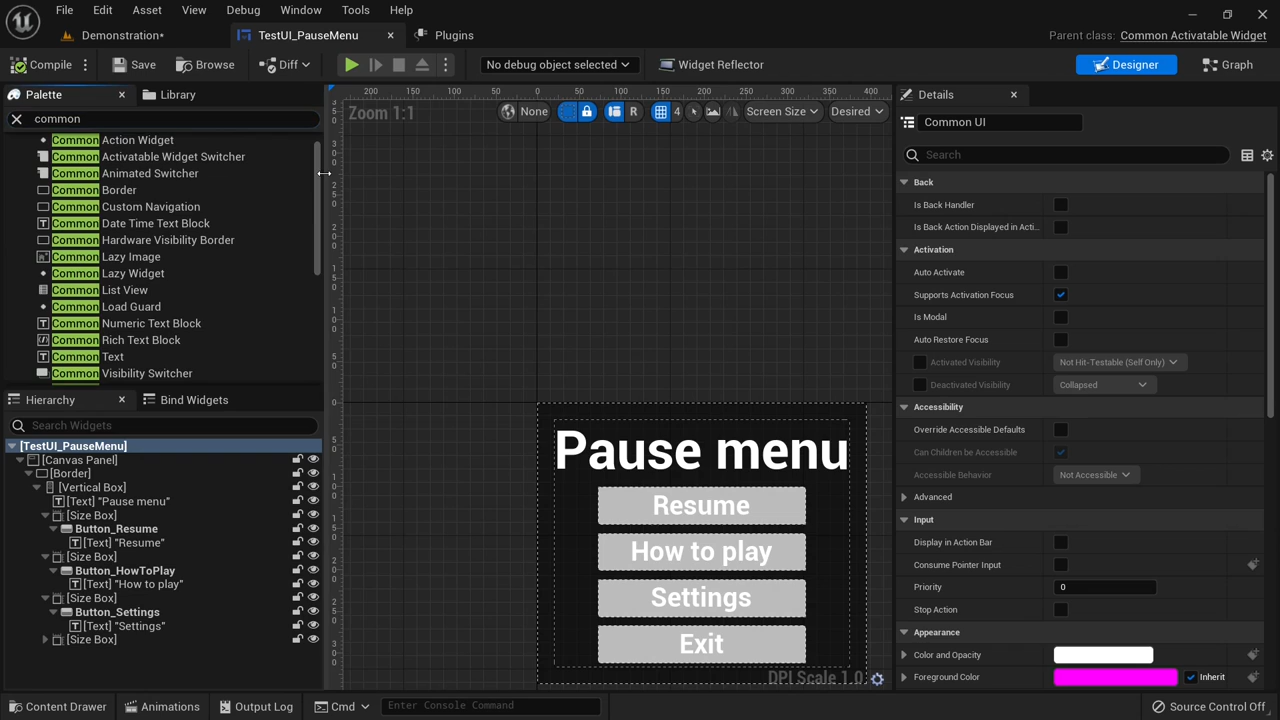 File Edit Asset View Debug Window Tools Help
Demonstration* TestUI_PauseMenu Plugins Parent class: Common Activatable Widget
Compile Save Browse Diff No debug object selected Widget Reflector Designer Graph
Palette Library
common
Common Action Widget
Common Activatable Widget Switcher
Common Animated Switcher
Common Border
Common Custom Navigation
Common Date Time Text Block
Common Hardware Visibility Border
Common Lazy Image
Common Lazy Widget
Common List View
Common Load Guard
Common Numeric Text Block
Common Rich Text Block
Common Text
Common Visibility Switcher
Hierarchy Bind Widgets
Search Widgets
[TestUI_PauseMenu]
[Canvas Panel]
[Border]
[Vertical Box]
[Text] "Pause menu"
[Size Box]
Button_Resume
[Text] "Resume"
[Size Box]
Button_HowToPlay
[Text] "How to play"
[Size Box]
Button_Settings
[Text] "Settings"
[Size Box]
200 100 0 100 200 300 400
Zoom 1:1 None R 4 Screen Size Desired
Pause menu
Resume
How to play
Settings
Exit
DPI Scale 1.0
Details
Common UI
Search
Back
Is Back Handler
Is Back Action Displayed in Acti...
Activation
Auto Activate
Supports Activation Focus
Is Modal
Auto Restore Focus
Activated Visibility Not Hit-Testable (Self Only)
Deactivated Visibility Collapsed
Accessibility
Override Accessible Defaults
Can Children be Accessible
Accessible Behavior Not Accessible
Advanced
Input
Display in Action Bar
Consume Pointer Input
Priority 0
Stop Action
Appearance
Color and Opacity
Foreground Color Inherit
Content Drawer Animations Output Log Cmd Enter Console Command Source Control Off